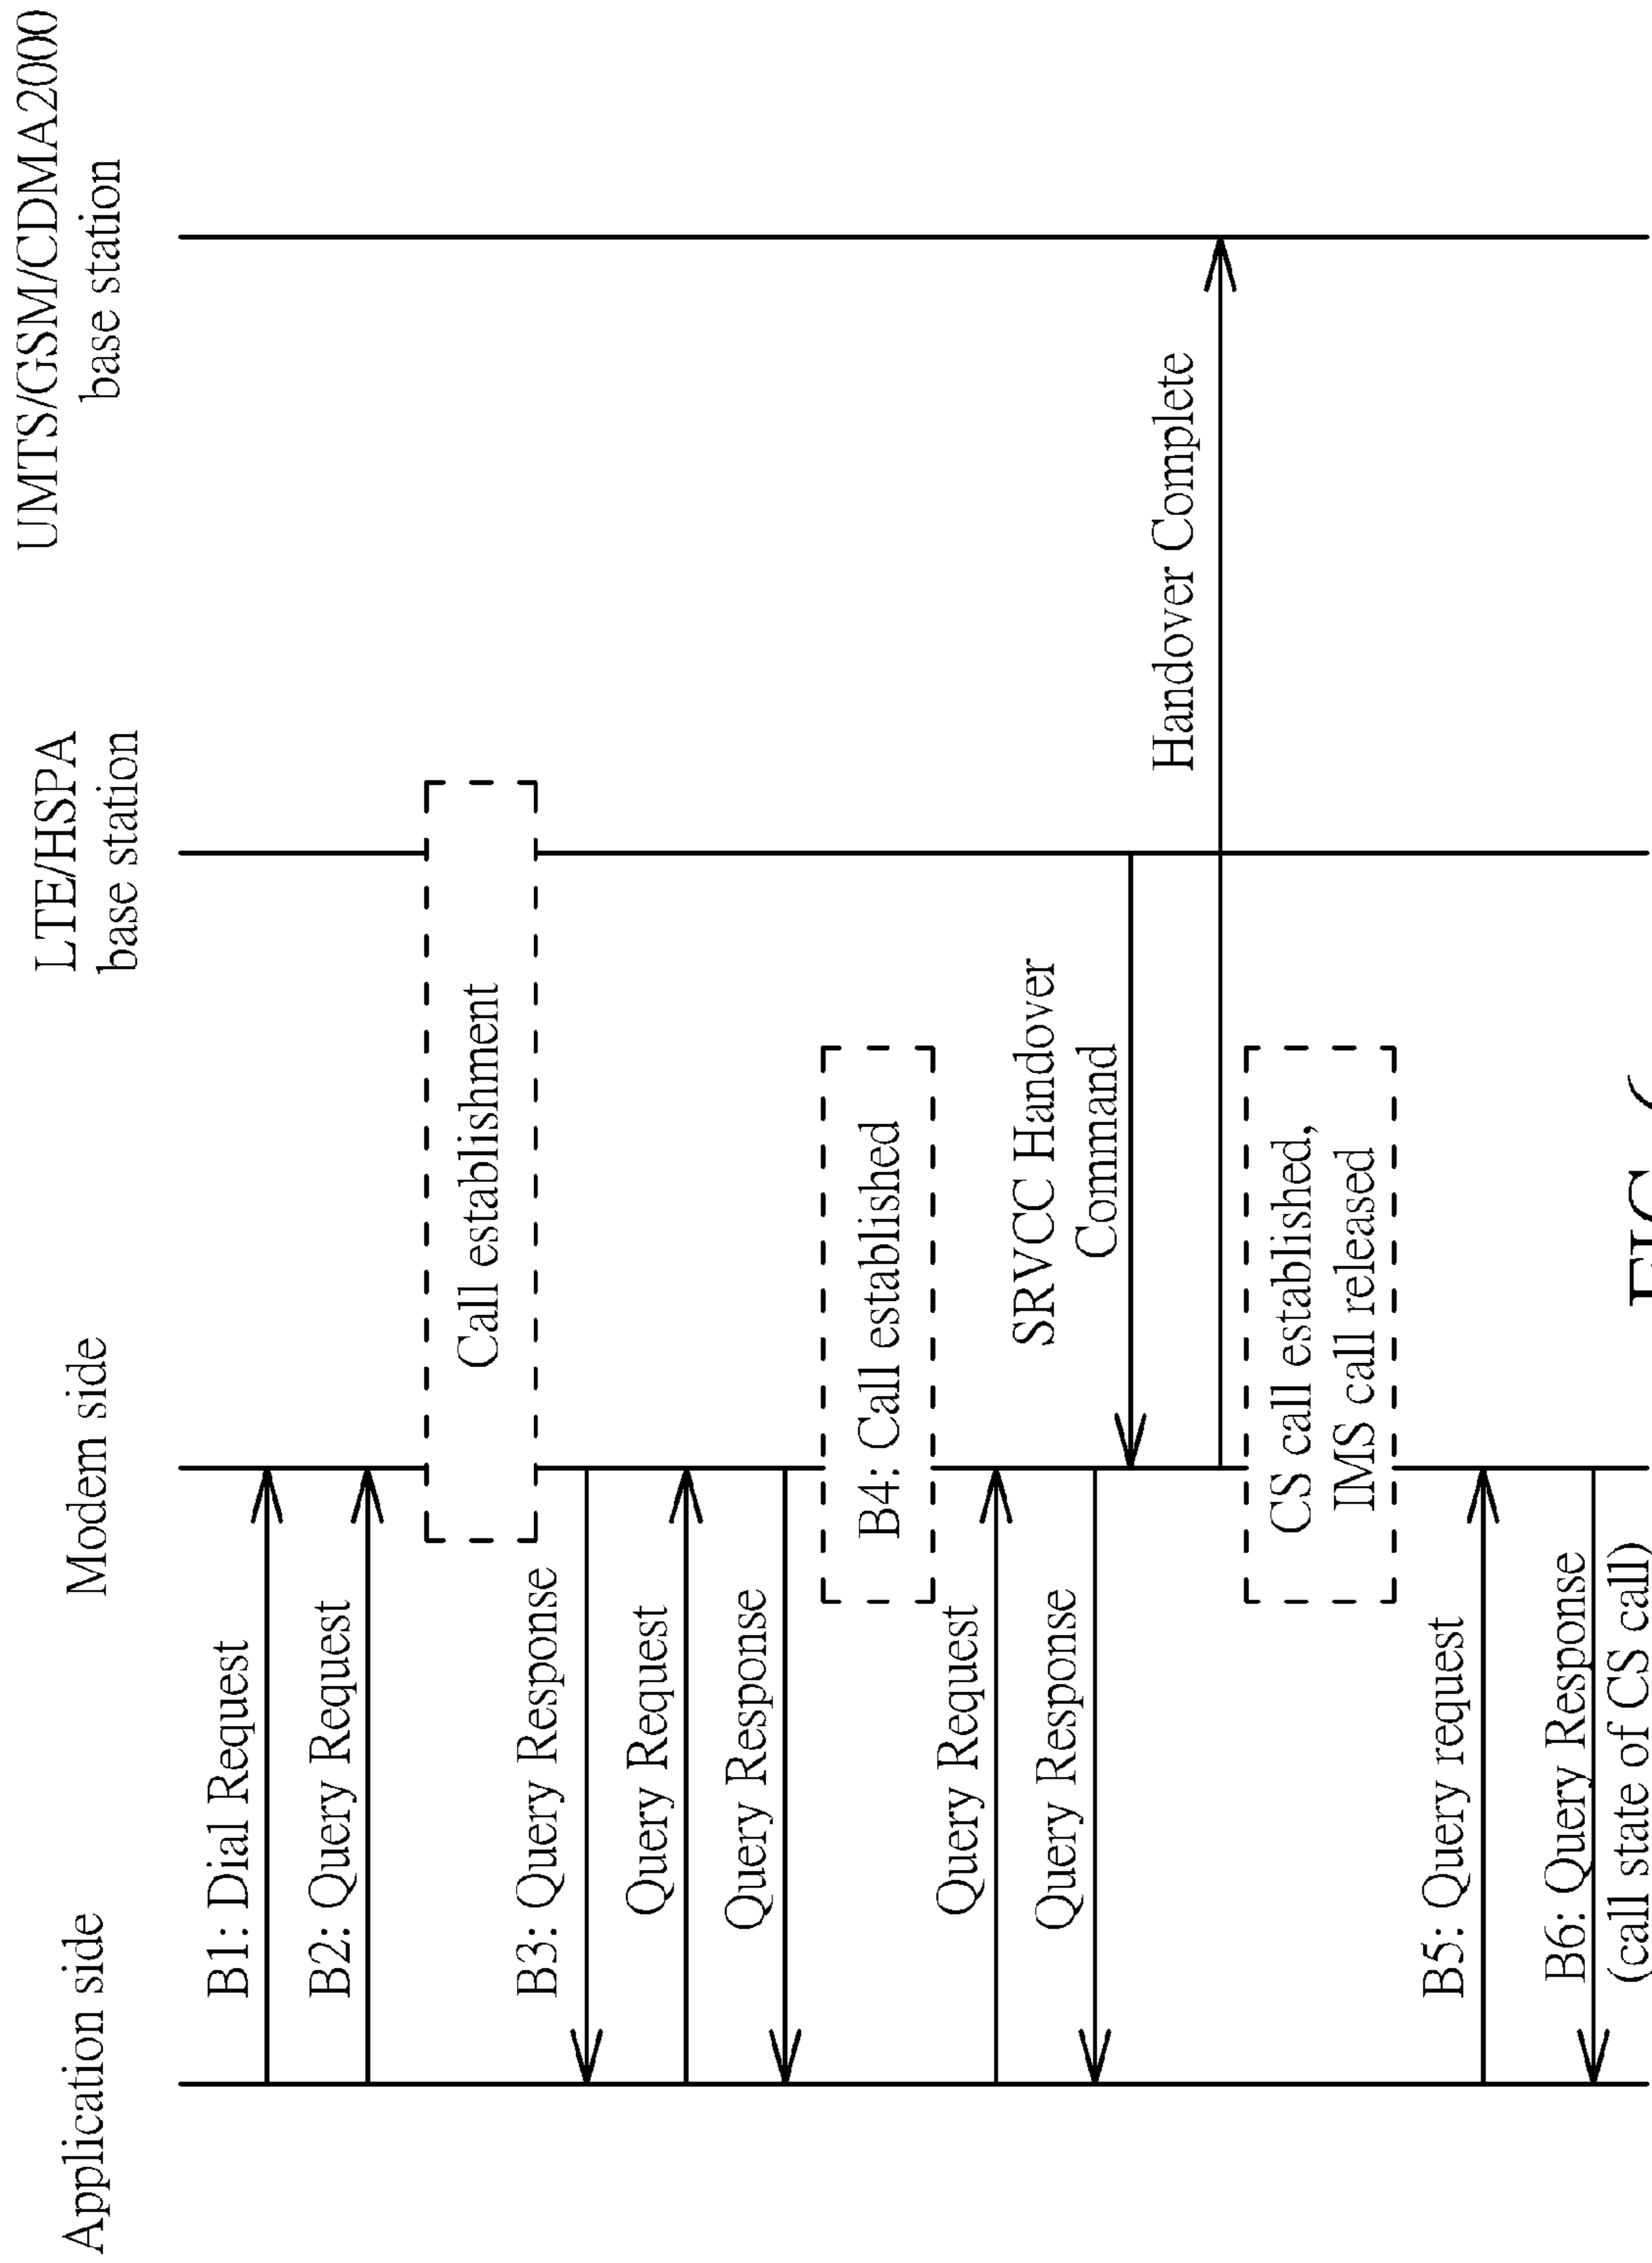 Application side
Modem side
LTE/HSPA
base station
UMTS/GSM/CDMA2000
base station
B1: Dial Request
B2: Query Request
Call establishment
B3: Query Response
Query Request
Query Response
B4: Call established
Query Request
Query Response
SRVCC Handover
Command
Handover Complete
CS call established,
IMS call released
B5: Query request
B6: Query Response
(call state of CS call)